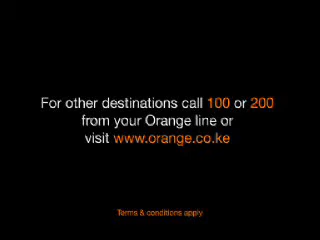 For other destinations call 100 or 200
from your Orange line or
visit www.orange.co.ke
Terms & conditions apply